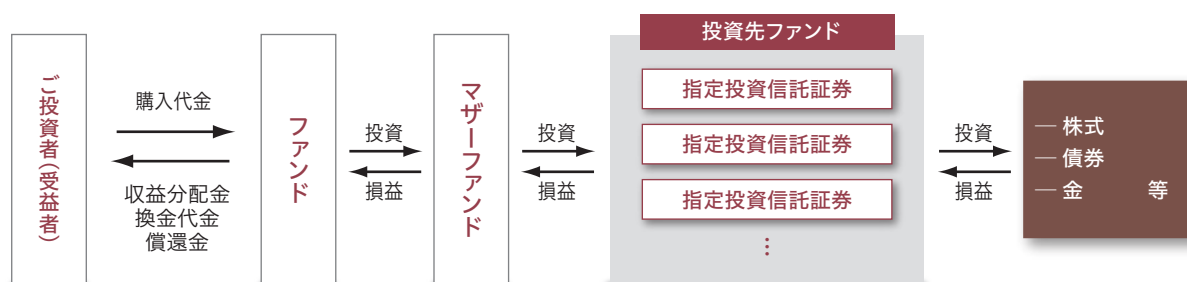 ご投資者(受益者)
購入代金
収益分配金
換金代金
償還金
ファンド
投資
損益
マザーファンド
投資
損益
投資先ファンド
指定投資信託証券
指定投資信託証券
指定投資信託証券
⋮
投資
損益
― 株式
― 債券
― 金 等